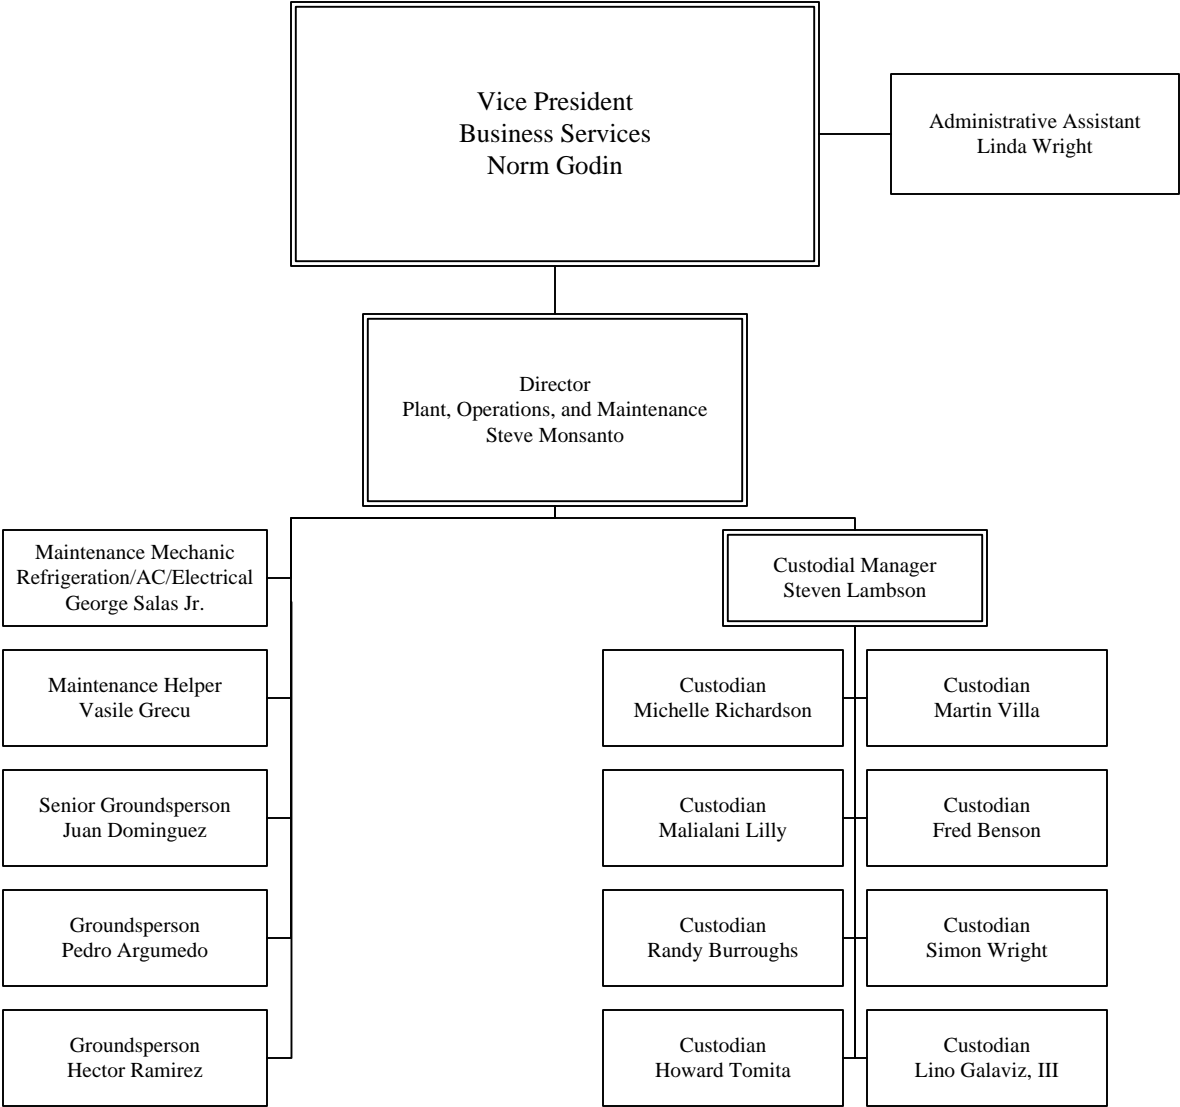 Vice President
Business Services
Norm Godin
Administrative Assistant
Linda Wright
Director
Plant, Operations, and Maintenance
Steve Monsanto
Maintenance Mechanic
Refrigeration/AC/Electrical
George Salas Jr.
Custodial Manager
Steven Lambson
Maintenance Helper
Vasile Grecu
Custodian
Michelle Richardson
Custodian
Martin Villa
Senior Groundsperson
Juan Dominguez
Custodian
Malialani Lilly
Custodian
Fred Benson
Groundsperson
Pedro Argumedo
Custodian
Randy Burroughs
Custodian
Simon Wright
Groundsperson
Hector Ramirez
Custodian
Howard Tomita
Custodian
Lino Galaviz, III